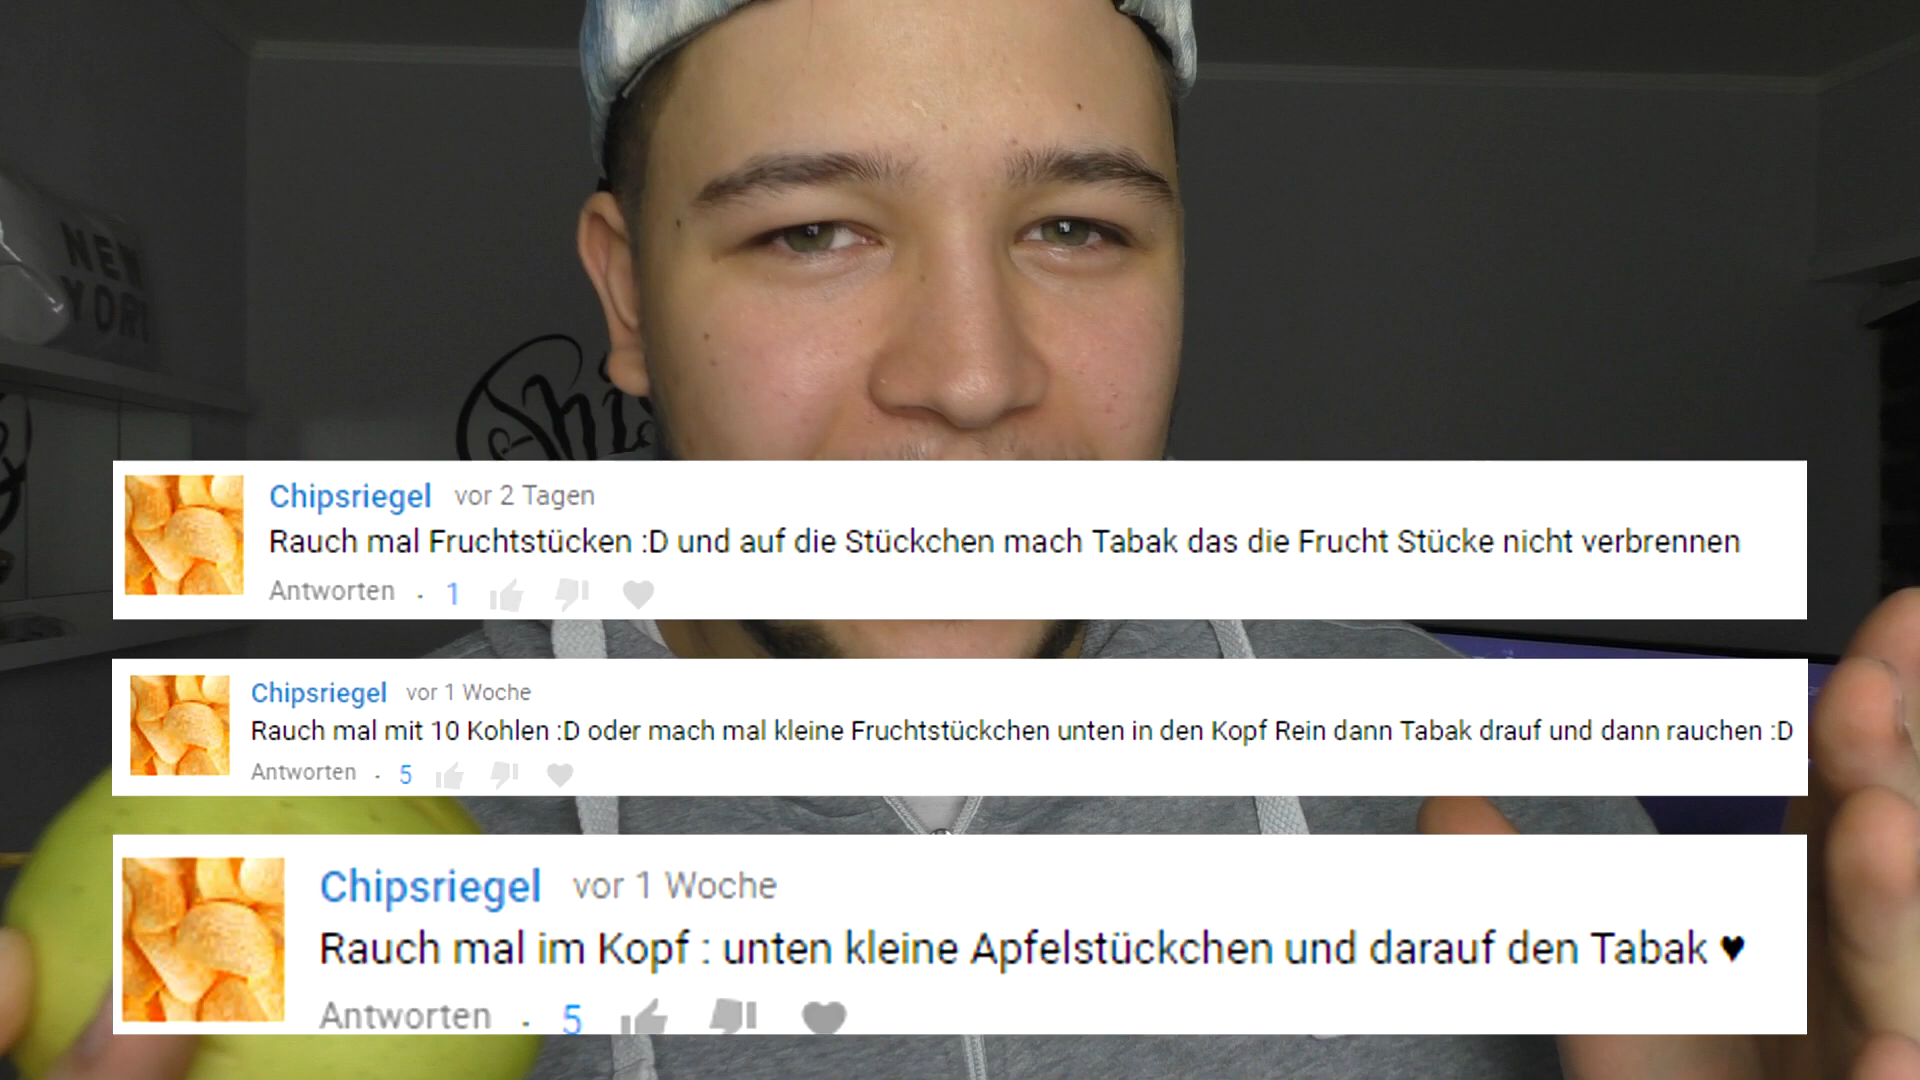 NEW
YORK
Shis
Chipsriegel vor 2 Tagen
Rauch mal Fruchtstücken :D und auf die Stückchen mach Tabak das die Frucht Stücke nicht verbrennen
Antworten · 1
Chipsriegel vor 1 Woche
Rauch mal mit 10 Kohlen :D oder mach mal kleine Fruchtstückchen unten in den Kopf Rein dann Tabak drauf und dann rauchen :D
Antworten · 5
Chipsriegel vor 1 Woche
Rauch mal im Kopf : unten kleine Apfelstückchen und darauf den Tabak ♥
Antworten · 5